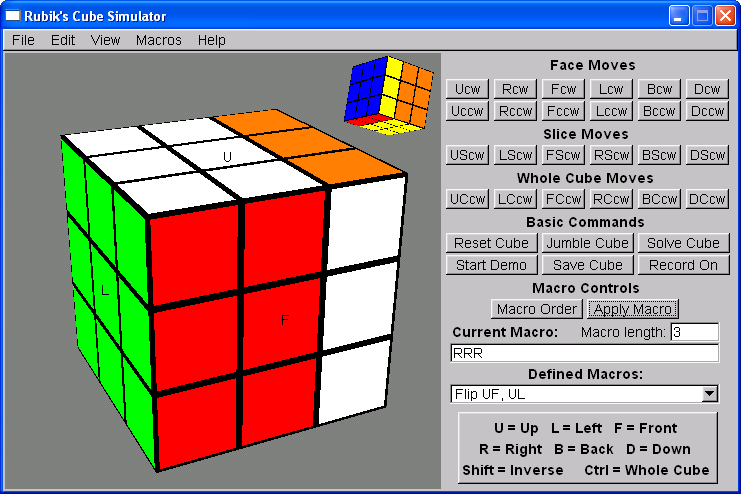 Rubik's Cube Simulator
File Edit View Macros Help
U
L
F
Face Moves
Ucw Rcw Fcw Lcw Bcw Dcw
Uccw Rccw Fccw Lccw Bccw Dccw
Slice Moves
UScw LScw FScw RScw BScw DScw
Whole Cube Moves
UCcw LCcw FCcw RCcw BCcw DCcw
Basic Commands
Reset Cube Jumble Cube Solve Cube
Start Demo Save Cube Record On
Macro Controls
Macro Order Apply Macro
Current Macro: Macro length: 3
RRR
Defined Macros:
Flip UF, UL
U = Up L = Left F = Front
R = Right B = Back D = Down
Shift = Inverse Ctrl = Whole Cube